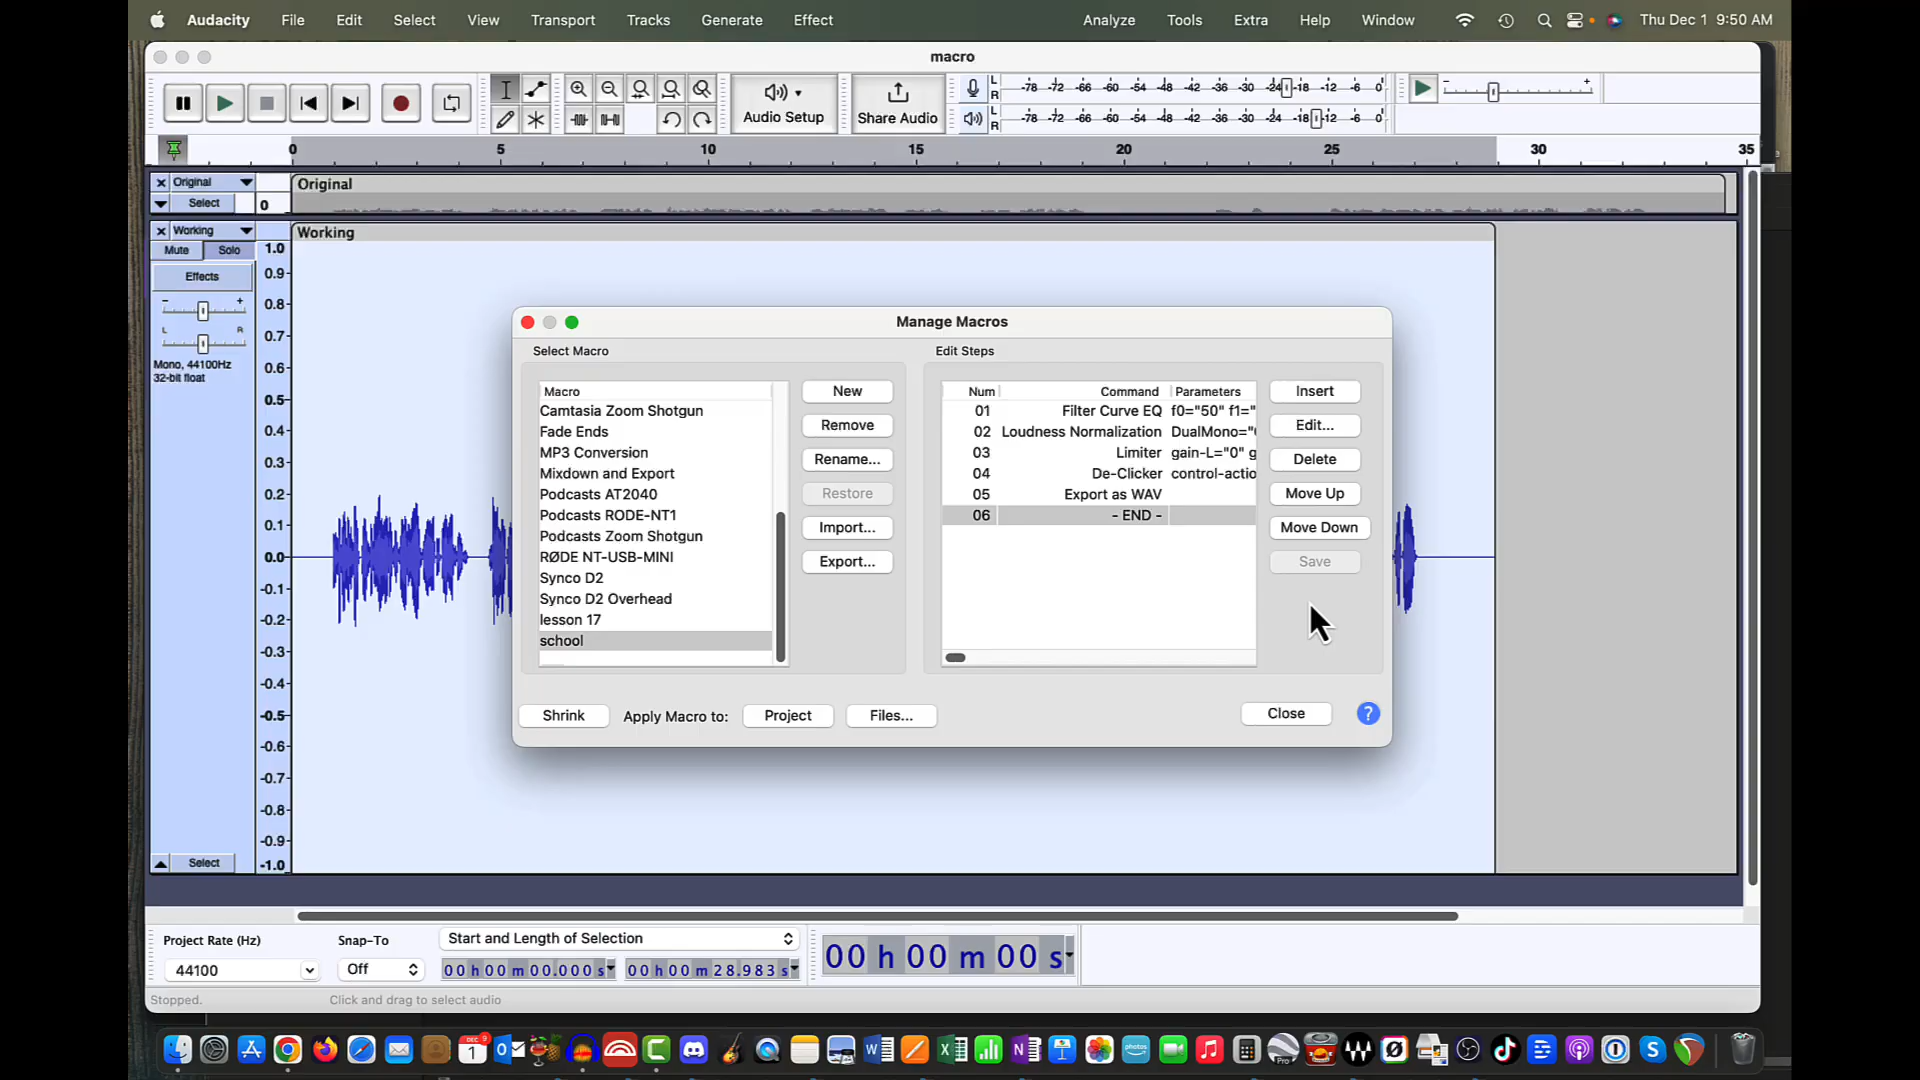 Audacity File Edit Select View Transport Tracks Generate Effect Analyze Tools Extra Help Window Thu Dec 1 9:50 AM
macro
L
R
-78 -72 -66 -60 -54 -48 -42 -36 -30 -24 -18 -12 -6 0
- +
Audio Setup
Share Audio
L
R
-78 -72 -66 -60 -54 -48 -42 -36 -30 -24 -18 -12 -6 0
0 5 10 15 20 25 30 35
Original
Select
0
Original
Working
Mute Solo
Effects
- +
L R
Mono, 44100Hz
32-bit float
Select
Working
1.0
0.9
0.8
0.7
0.6
0.5
0.4
0.3
0.2
0.1
0.0
-0.1
-0.2
-0.3
-0.4
-0.5
-0.6
-0.7
-0.8
-0.9
-1.0
Manage Macros
Select Macro
Macro
Camtasia Zoom Shotgun
Fade Ends
MP3 Conversion
Mixdown and Export
Podcasts AT2040
Podcasts RODE-NT1
Podcasts Zoom Shotgun
RØDE NT-USB-MINI
Synco D2
Synco D2 Overhead
lesson 17
school
New
Remove
Rename...
Restore
Import...
Export...
Edit Steps
Num Command Parameters
01 Filter Curve EQ f0="50" f1="
02 Loudness Normalization DualMono="
03 Limiter gain-L="0" g
04 De-Clicker control-actio
05 Export as WAV
06 - END -
Insert
Edit...
Delete
Move Up
Move Down
Save
Shrink Apply Macro to: Project Files... Close ?
Project Rate (Hz) Snap-To Start and Length of Selection
44100 Off 00 h 00 m 00.000 s 00 h 00 m 28.983 s
00 h 00 m 00 s
Stopped. Click and drag to select audio
DEC
1
9
Pro